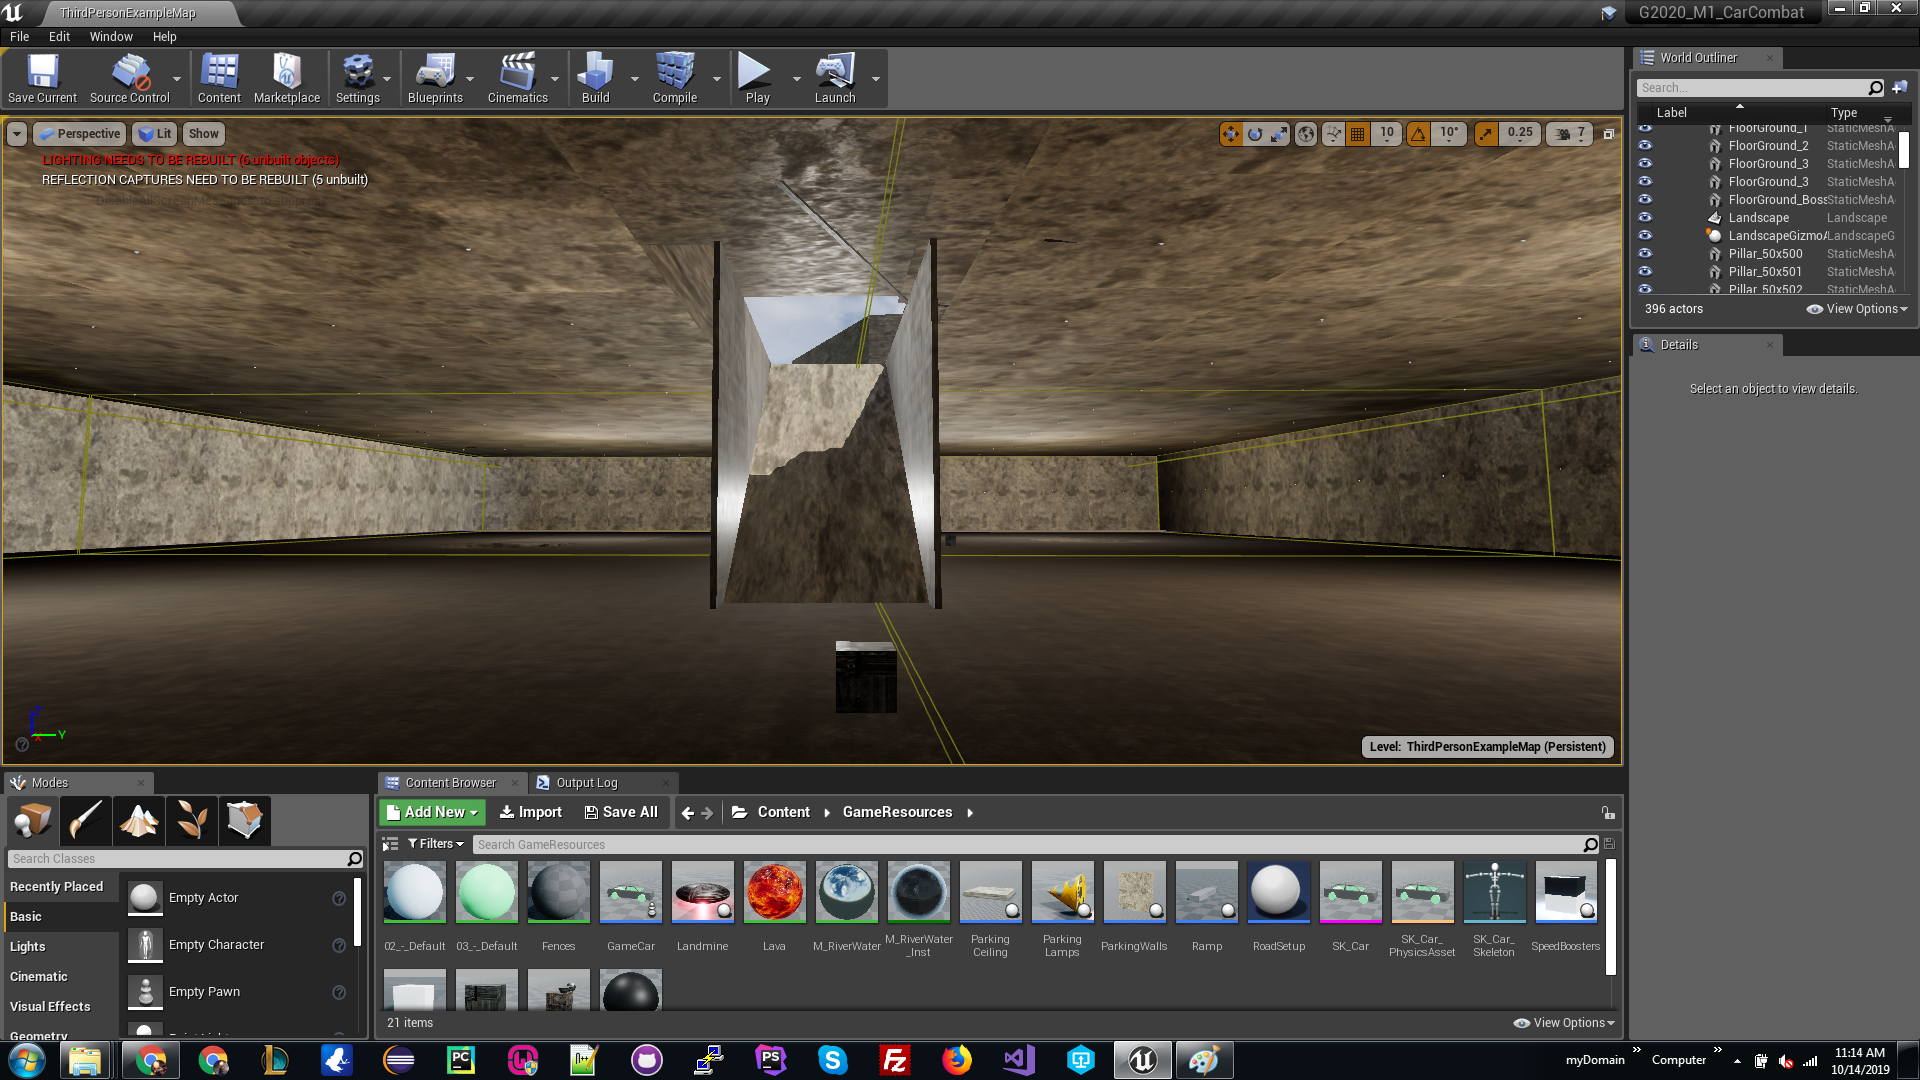 ThirdPersonExampleMap
G2020_M1_CarCombat
File Edit Window Help
Save Current Source Control Content Marketplace Settings Blueprints Cinematics Build Compile Play Launch
Perspective Lit Show
10 10° 0.25 7
LIGHTING NEEDS TO BE REBUILT (6 unbuilt objects)
REFLECTION CAPTURES NEED TO BE REBUILT (5 unbuilt)
Z
X Y
Level: ThirdPersonExampleMap (Persistent)
World Outliner
Search...
Label Type
FloorGround_1 StaticMeshA
FloorGround_2 StaticMeshA
FloorGround_3 StaticMeshA
FloorGround_3 StaticMeshA
FloorGround_Boss StaticMeshA
Landscape Landscape
LandscapeGizmoA LandscapeG
Pillar_50x500 StaticMeshA
Pillar_50x501 StaticMeshA
Pillar_50x502 StaticMeshA
396 actors View Options
Details
Select an object to view details.
Modes
Search Classes
Recently Placed
Basic
Lights
Cinematic
Visual Effects
Geometry
Empty Actor
Empty Character
Empty Pawn
Content Browser Output Log
Add New Import Save All Content GameResources
Filters Search GameResources
02_-_Default 03_-_Default Fences GameCar Landmine Lava M_RiverWater M_RiverWater_Inst Parking Ceiling Parking Lamps ParkingWalls Ramp RoadSetup SK_Car SK_Car_PhysicsAsset SK_Car_Skeleton SpeedBoosters
21 items View Options
myDomain Computer
11:14 AM
10/14/2019